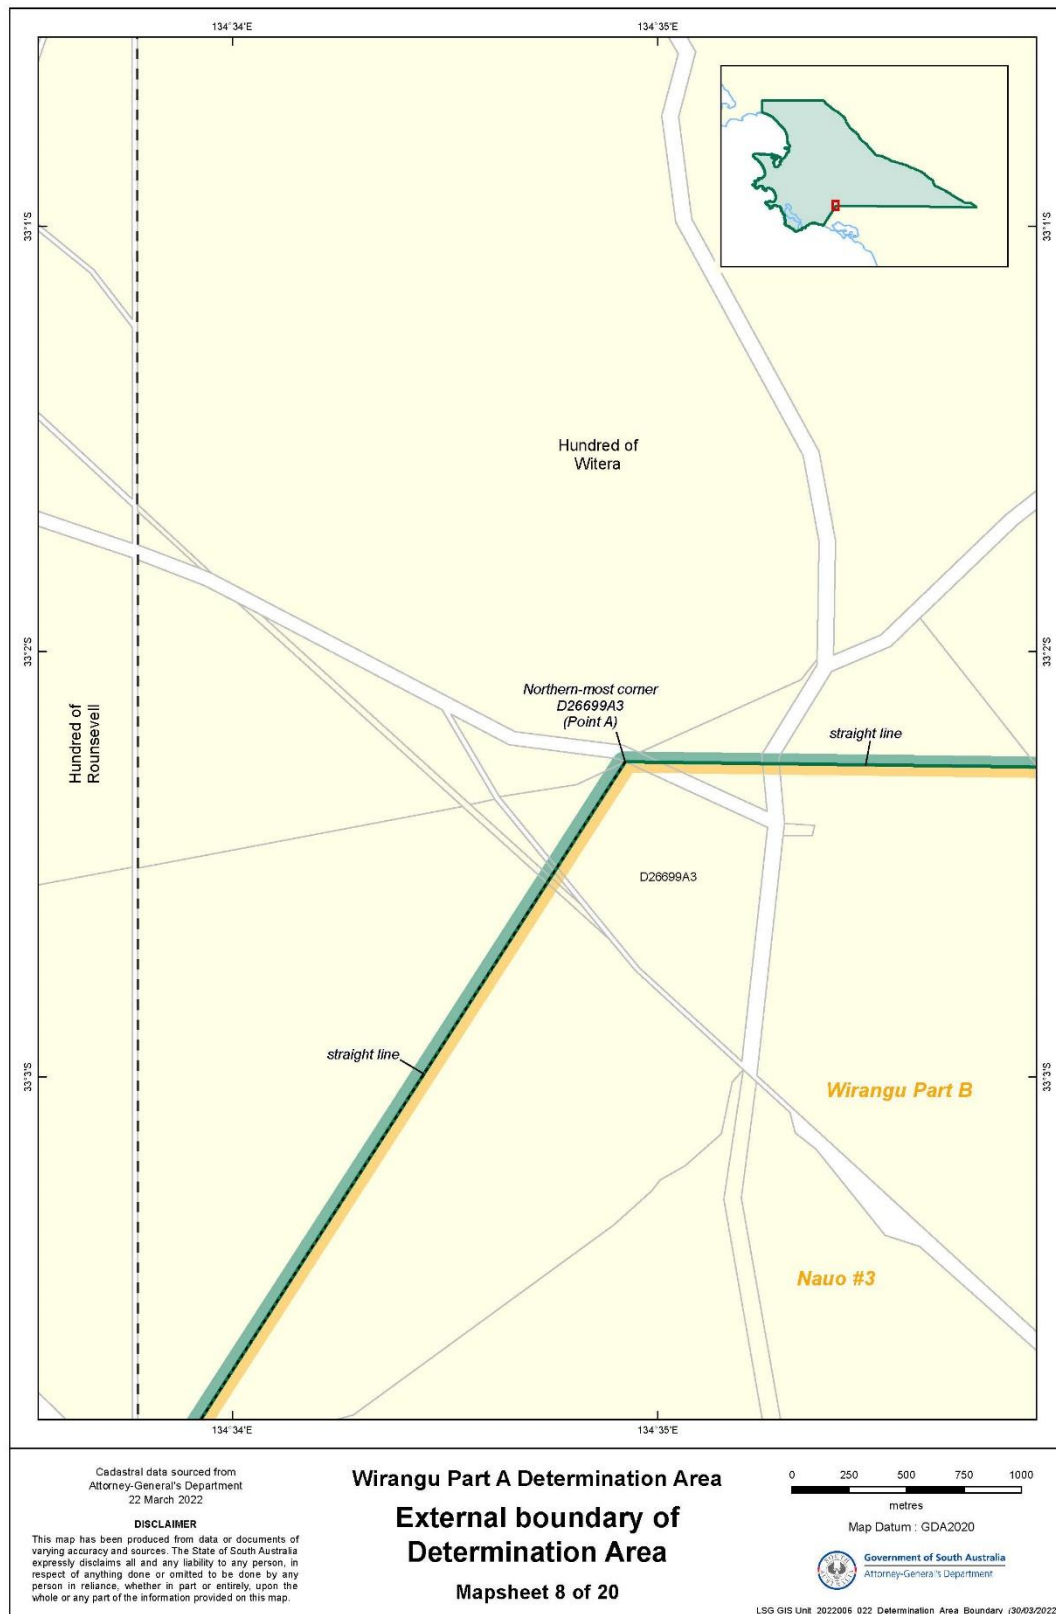 134°34'E
134°35'E
33°1'S
33°1'S
Hundred of
Witera
33°2'S
33°2'S
Northern-most corner
D26699A3
(Point A)
straight line
Hundred of
Rounsevell
D26699A3
straight line
33°3'S
33°3'S
Wirangu Part B
Nauo #3
134°34'E
134°35'E
Cadastral data sourced from
Attorney-General's Department
22 March 2022
DISCLAIMER
This map has been produced from data or documents of
varying accuracy and sources. The State of South Australia
expressly disclaims all and any liability to any person, in
respect of anything done or omitted to be done by any
person in reliance, whether in part or entirely, upon the
whole or any part of the information provided on this map.
Wirangu Part A Determination Area
External boundary of
Determination Area
Mapsheet 8 of 20
0 250 500 750 1000
metres
Map Datum : GDA2020
Government of South Australia
Attorney-General's Department
LSG GIS Unit_2022006_022_Determination_Area_Boundary (30/03/2022)